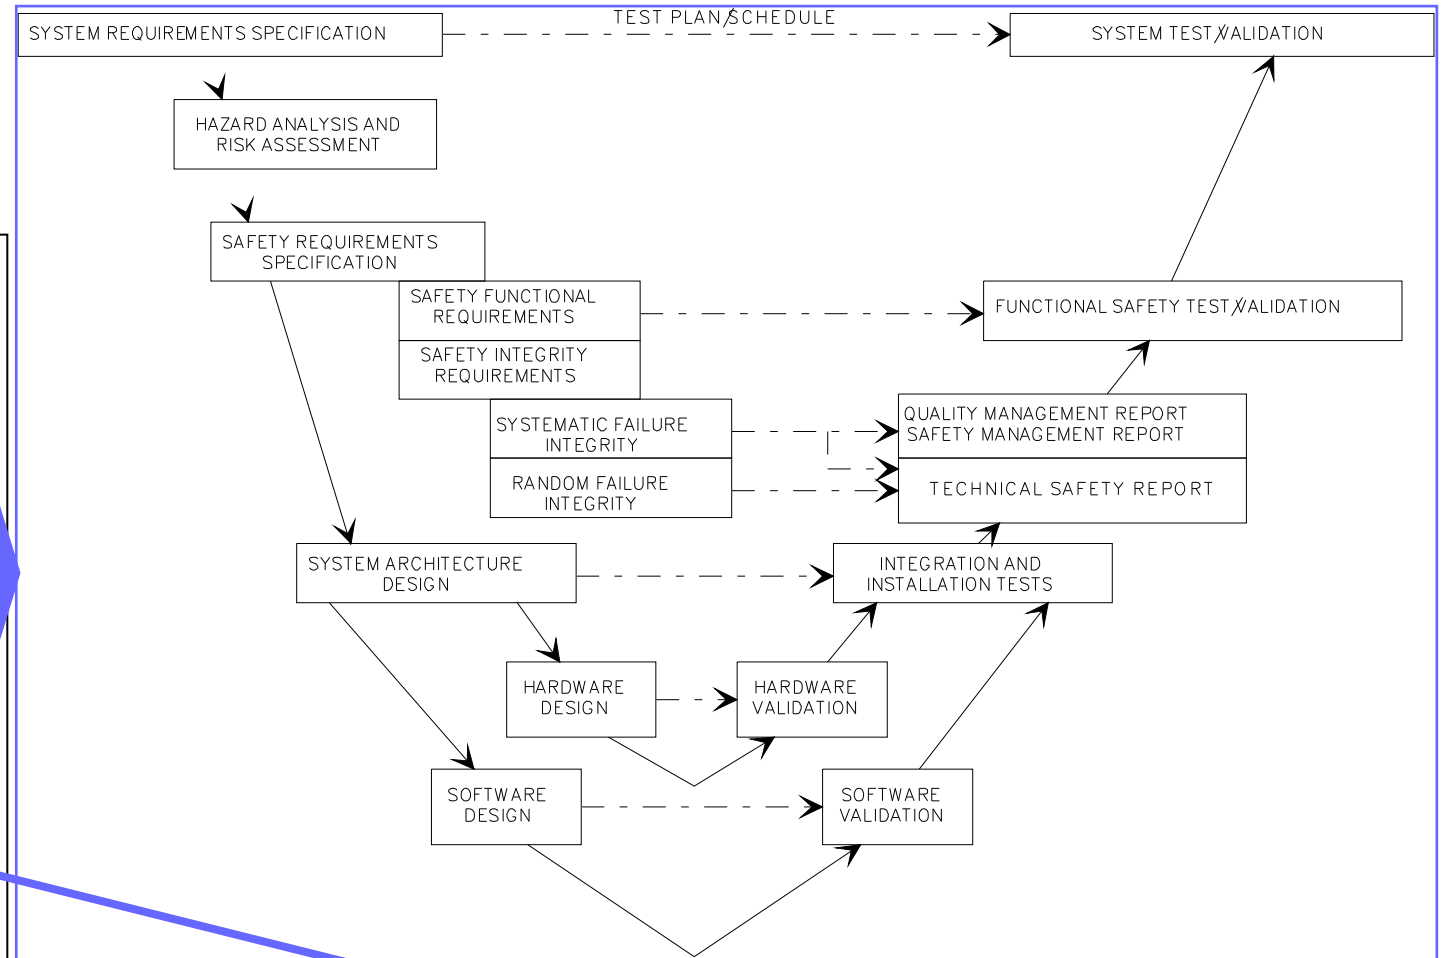 TEST PLAN/SCHEDULE
SYSTEM REQUIREMENTS SPECIFICATION
SYSTEM TEST/VALIDATION
HAZARD ANALYSIS AND
RISK ASSESSMENT
SAFETY REQUIREMENTS
SPECIFICATION
SAFETY FUNCTIONAL
REQUIREMENTS
FUNCTIONAL SAFETY TEST/VALIDATION
SAFETY INTEGRITY
REQUIREMENTS
SYSTEMATIC FAILURE
INTEGRITY
QUALITY MANAGEMENT REPORT
SAFETY MANAGEMENT REPORT
RANDOM FAILURE
INTEGRITY
TECHNICAL SAFETY REPORT
SYSTEM ARCHITECTURE
DESIGN
INTEGRATION AND
INSTALLATION TESTS
HARDWARE
DESIGN
HARDWARE
VALIDATION
SOFTWARE
DESIGN
SOFTWARE
VALIDATION